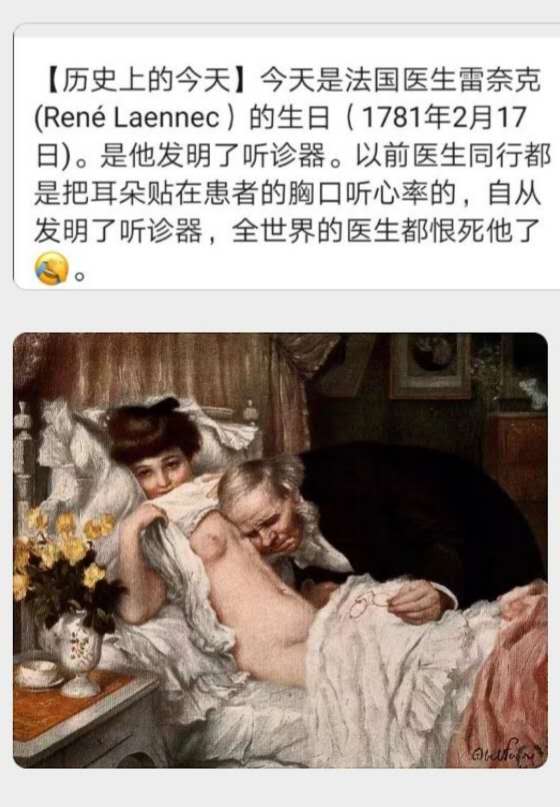 【历史上的今天】今天是法国医生雷奈克
(René Laennec）的生日（1781年2月17
日)。是他发明了听诊器。以前医生同行都
是把耳朵贴在患者的胸口听心率的，自从
发明了听诊器，全世界的医生都恨死他了
🤣。